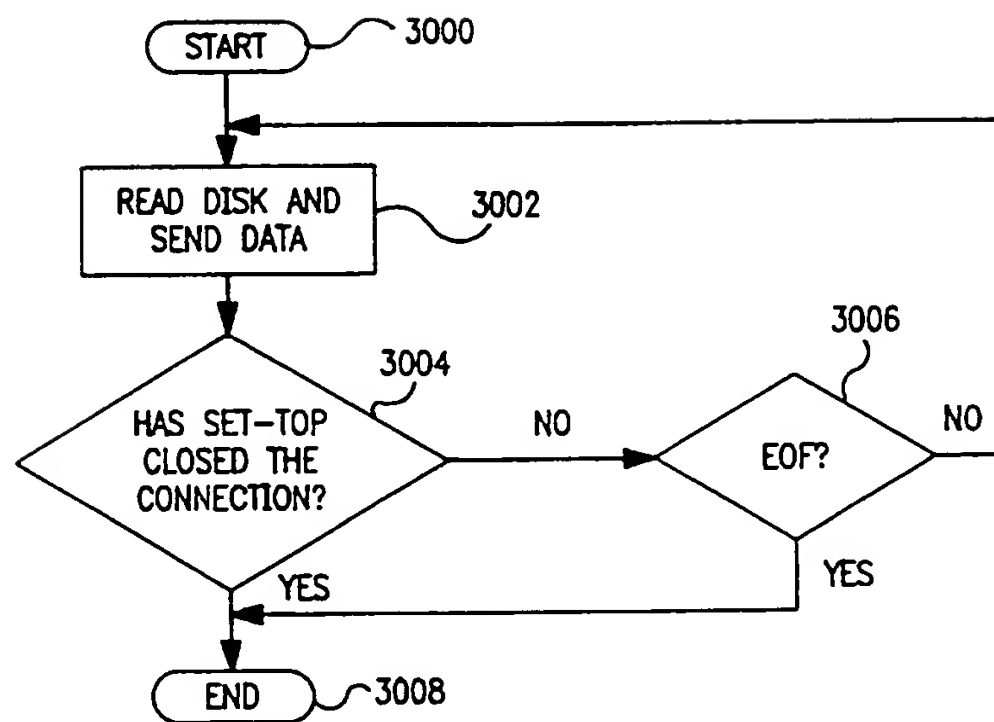 START
3000
READ DISK AND
SEND DATA
3002
HAS SET-TOP
CLOSED THE
CONNECTION?
3004
NO
EOF?
3006
NO
YES
YES
END
3008